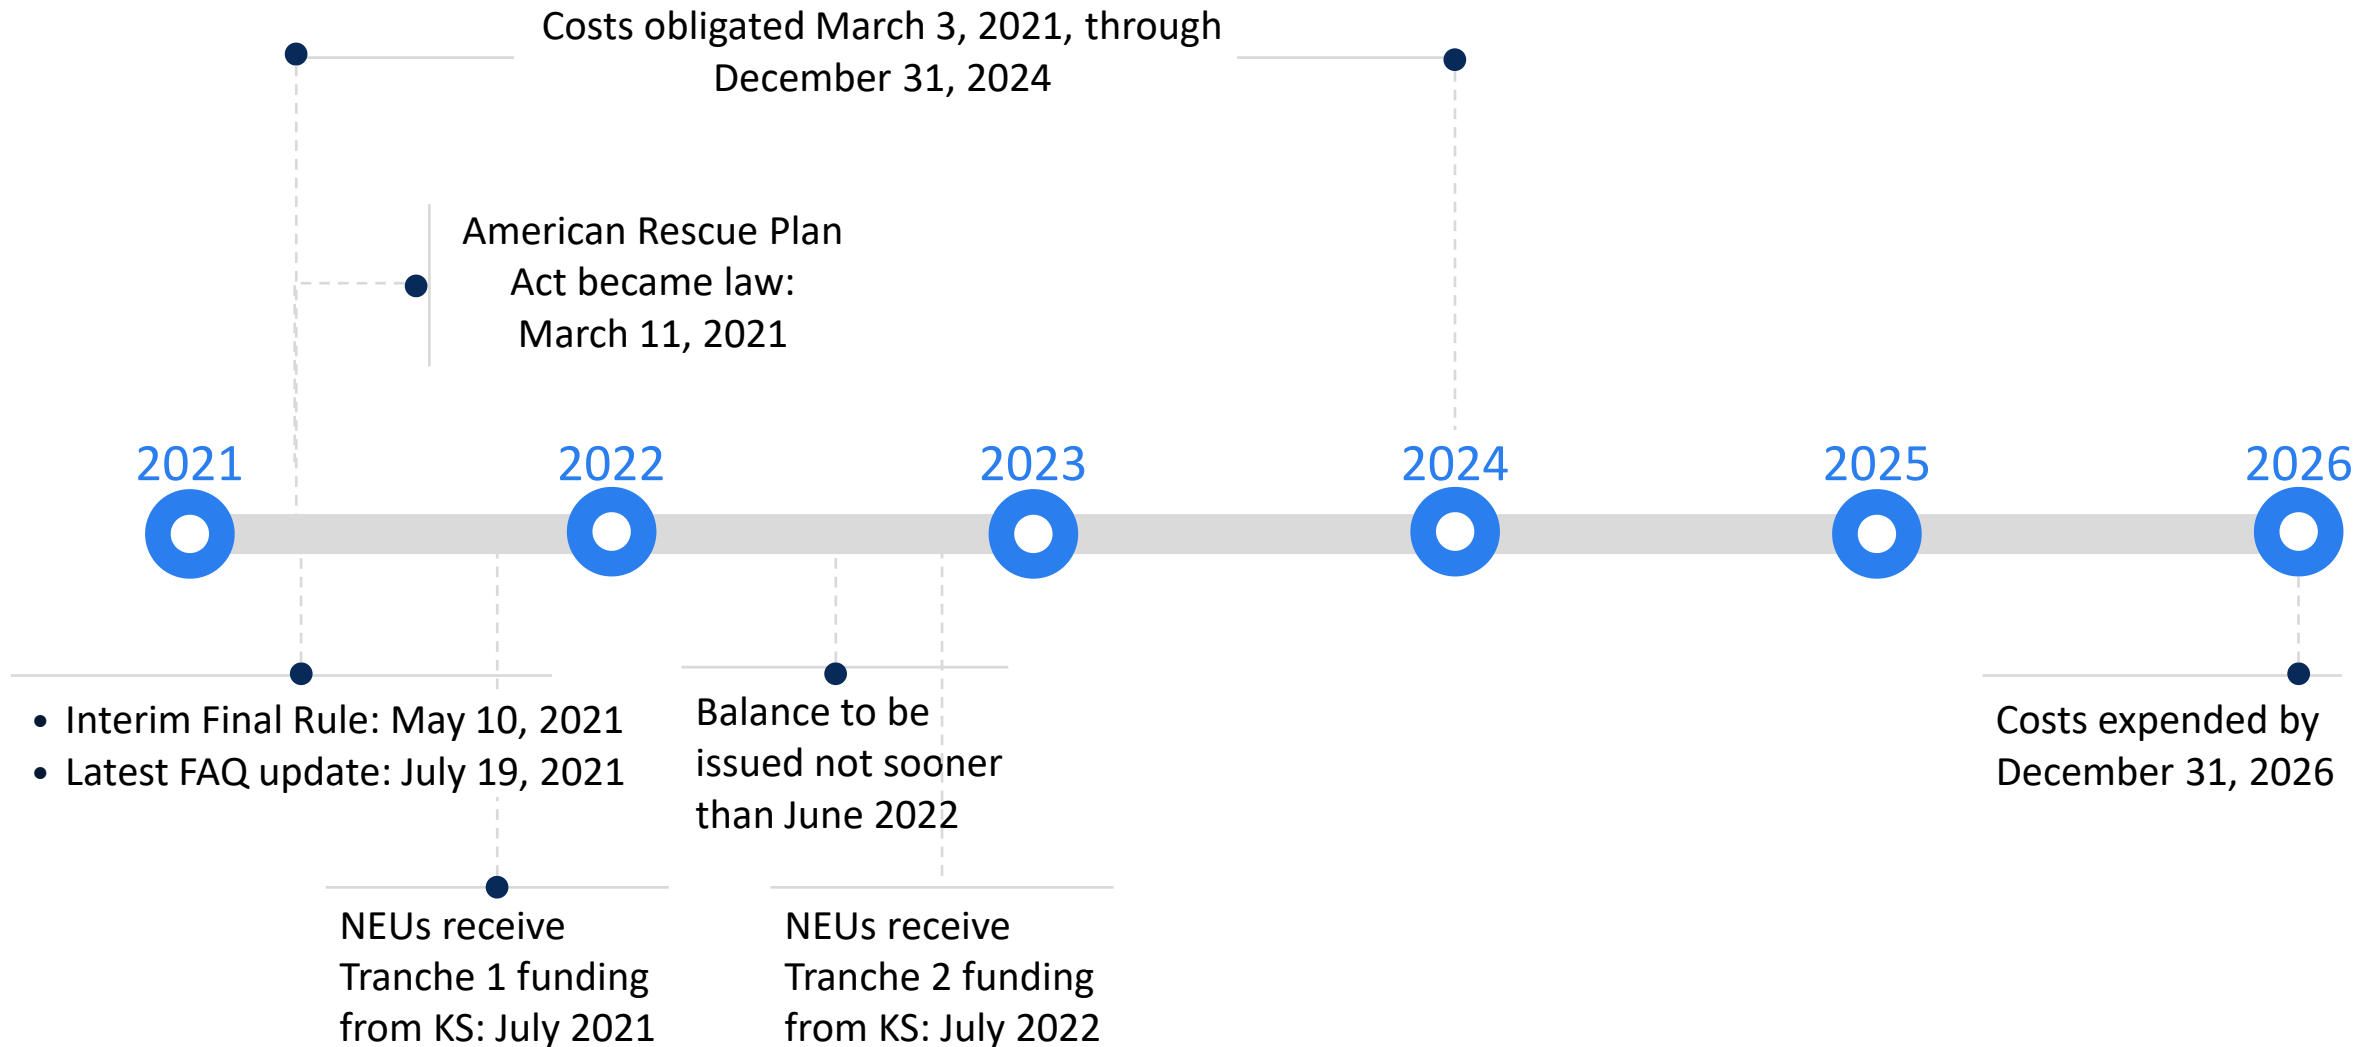 Costs obligated March 3, 2021, through
December 31, 2024
American Rescue Plan
Act became law:
March 11, 2021
2021
2022
2023
2024
2025
2026
• Interim Final Rule: May 10, 2021
• Latest FAQ update: July 19, 2021
Balance to be
issued not sooner
than June 2022
Costs expended by
December 31, 2026
NEUs receive
Tranche 1 funding
from KS: July 2021
NEUs receive
Tranche 2 funding
from KS: July 2022